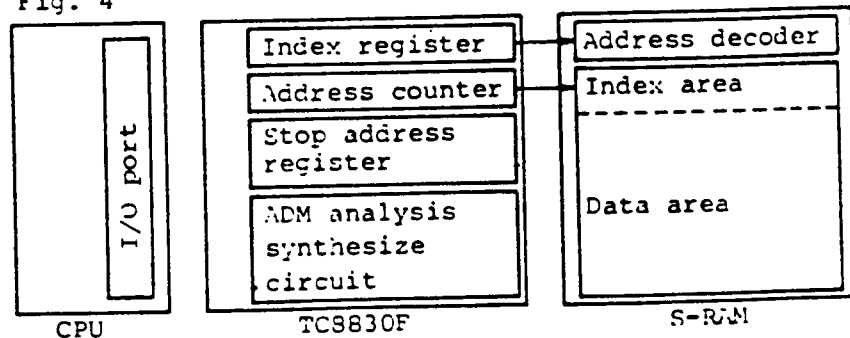 Fig. 4
I/O port
CPU
Index register
Address counter
Stop address
register
ADM analysis
synthesize
circuit
TC8830F
Address decoder
Index area
Data area
S-RAM